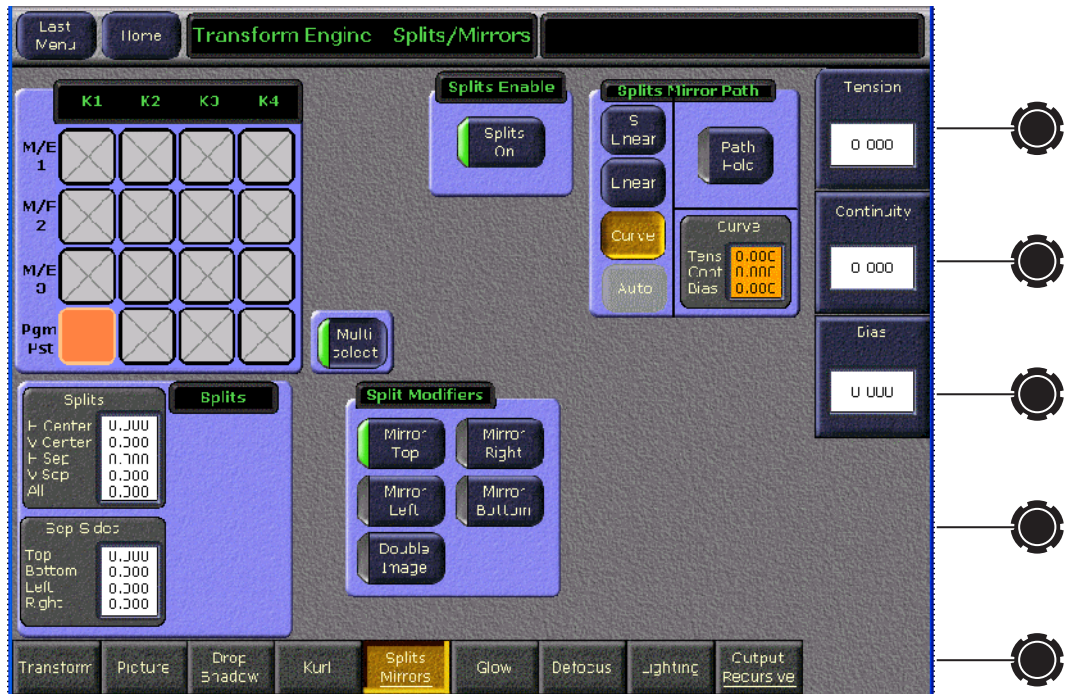 Last Menu
Home
Transform Engine Splits/Mirrors
K1 K2 K3 K4
M/E 1
M/E 2
M/E 3
Pgm Pst
Multi Select
Splits Enable
Splits On
Splits Mirror Path
S Linear
Linear
Curve
Auto
Path Hold
Curve
Tens 0.000
Cont 0.000
Bias 0.000
Tension
0.000
Continuity
0.000
Bias
0.000
Splits
Splits
H Center 0.000
V Center 0.000
H Sep 0.000
V Sep 0.000
All 0.000
Sep Sides
Top 0.000
Bottom 0.000
Left 0.000
Right 0.000
Split Modifiers
Mirror Top
Mirror Right
Mirror Left
Mirror Bottom
Double Image
Transform
Picture
Drop Shadow
Kurl
Splits Mirrors
Glow
Defocus
Lighting
Output Recursive